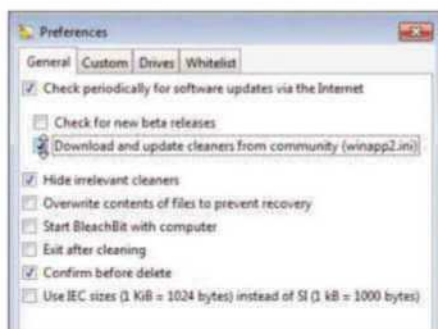 Preferences
General Custom Drives Whitelist
Check periodically for software updates via the Internet
Check for new beta releases
Download and update cleaners from community (winapp2.ini)
Hide irrelevant cleaners
Overwrite contents of files to prevent recovery
Start BleachBit with computer
Exit after cleaning
Confirm before delete
Use IEC sizes (1 KiB = 1024 bytes) instead of SI (1 kB = 1000 bytes)